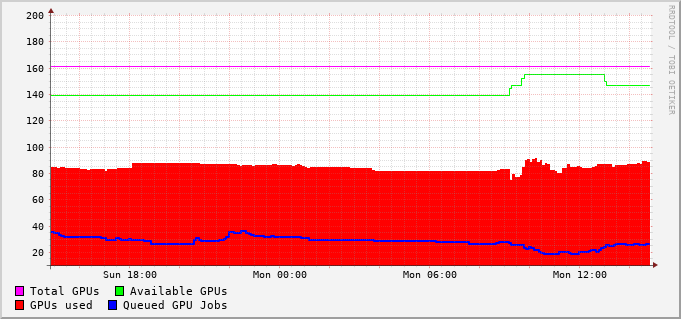 200
180
160
140
120
100
80
60
40
20
Sun 18:00 Mon 00:00 Mon 06:00 Mon 12:00
Total GPUs Available GPUs
GPUs used Queued GPU Jobs
RRDTOOL / TOBI OETIKER